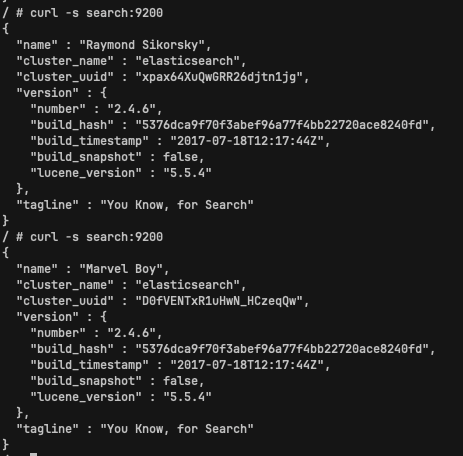 / # curl -s search:9200
{
  "name" : "Raymond Sikorsky",
  "cluster_name" : "elasticsearch",
  "cluster_uuid" : "xpax64XuQwGRR26djtn1jg",
  "version" : {
    "number" : "2.4.6",
    "build_hash" : "5376dca9f70f3abef96a77f4bb22720ace8240fd",
    "build_timestamp" : "2017-07-18T12:17:44Z",
    "build_snapshot" : false,
    "lucene_version" : "5.5.4"
  },
  "tagline" : "You Know, for Search"
}
/ # curl -s search:9200
{
  "name" : "Marvel Boy",
  "cluster_name" : "elasticsearch",
  "cluster_uuid" : "D0fVENTxR1uHwN_HCzeqQw",
  "version" : {
    "number" : "2.4.6",
    "build_hash" : "5376dca9f70f3abef96a77f4bb22720ace8240fd",
    "build_timestamp" : "2017-07-18T12:17:44Z",
    "build_snapshot" : false,
    "lucene_version" : "5.5.4"
  },
  "tagline" : "You Know, for Search"
}